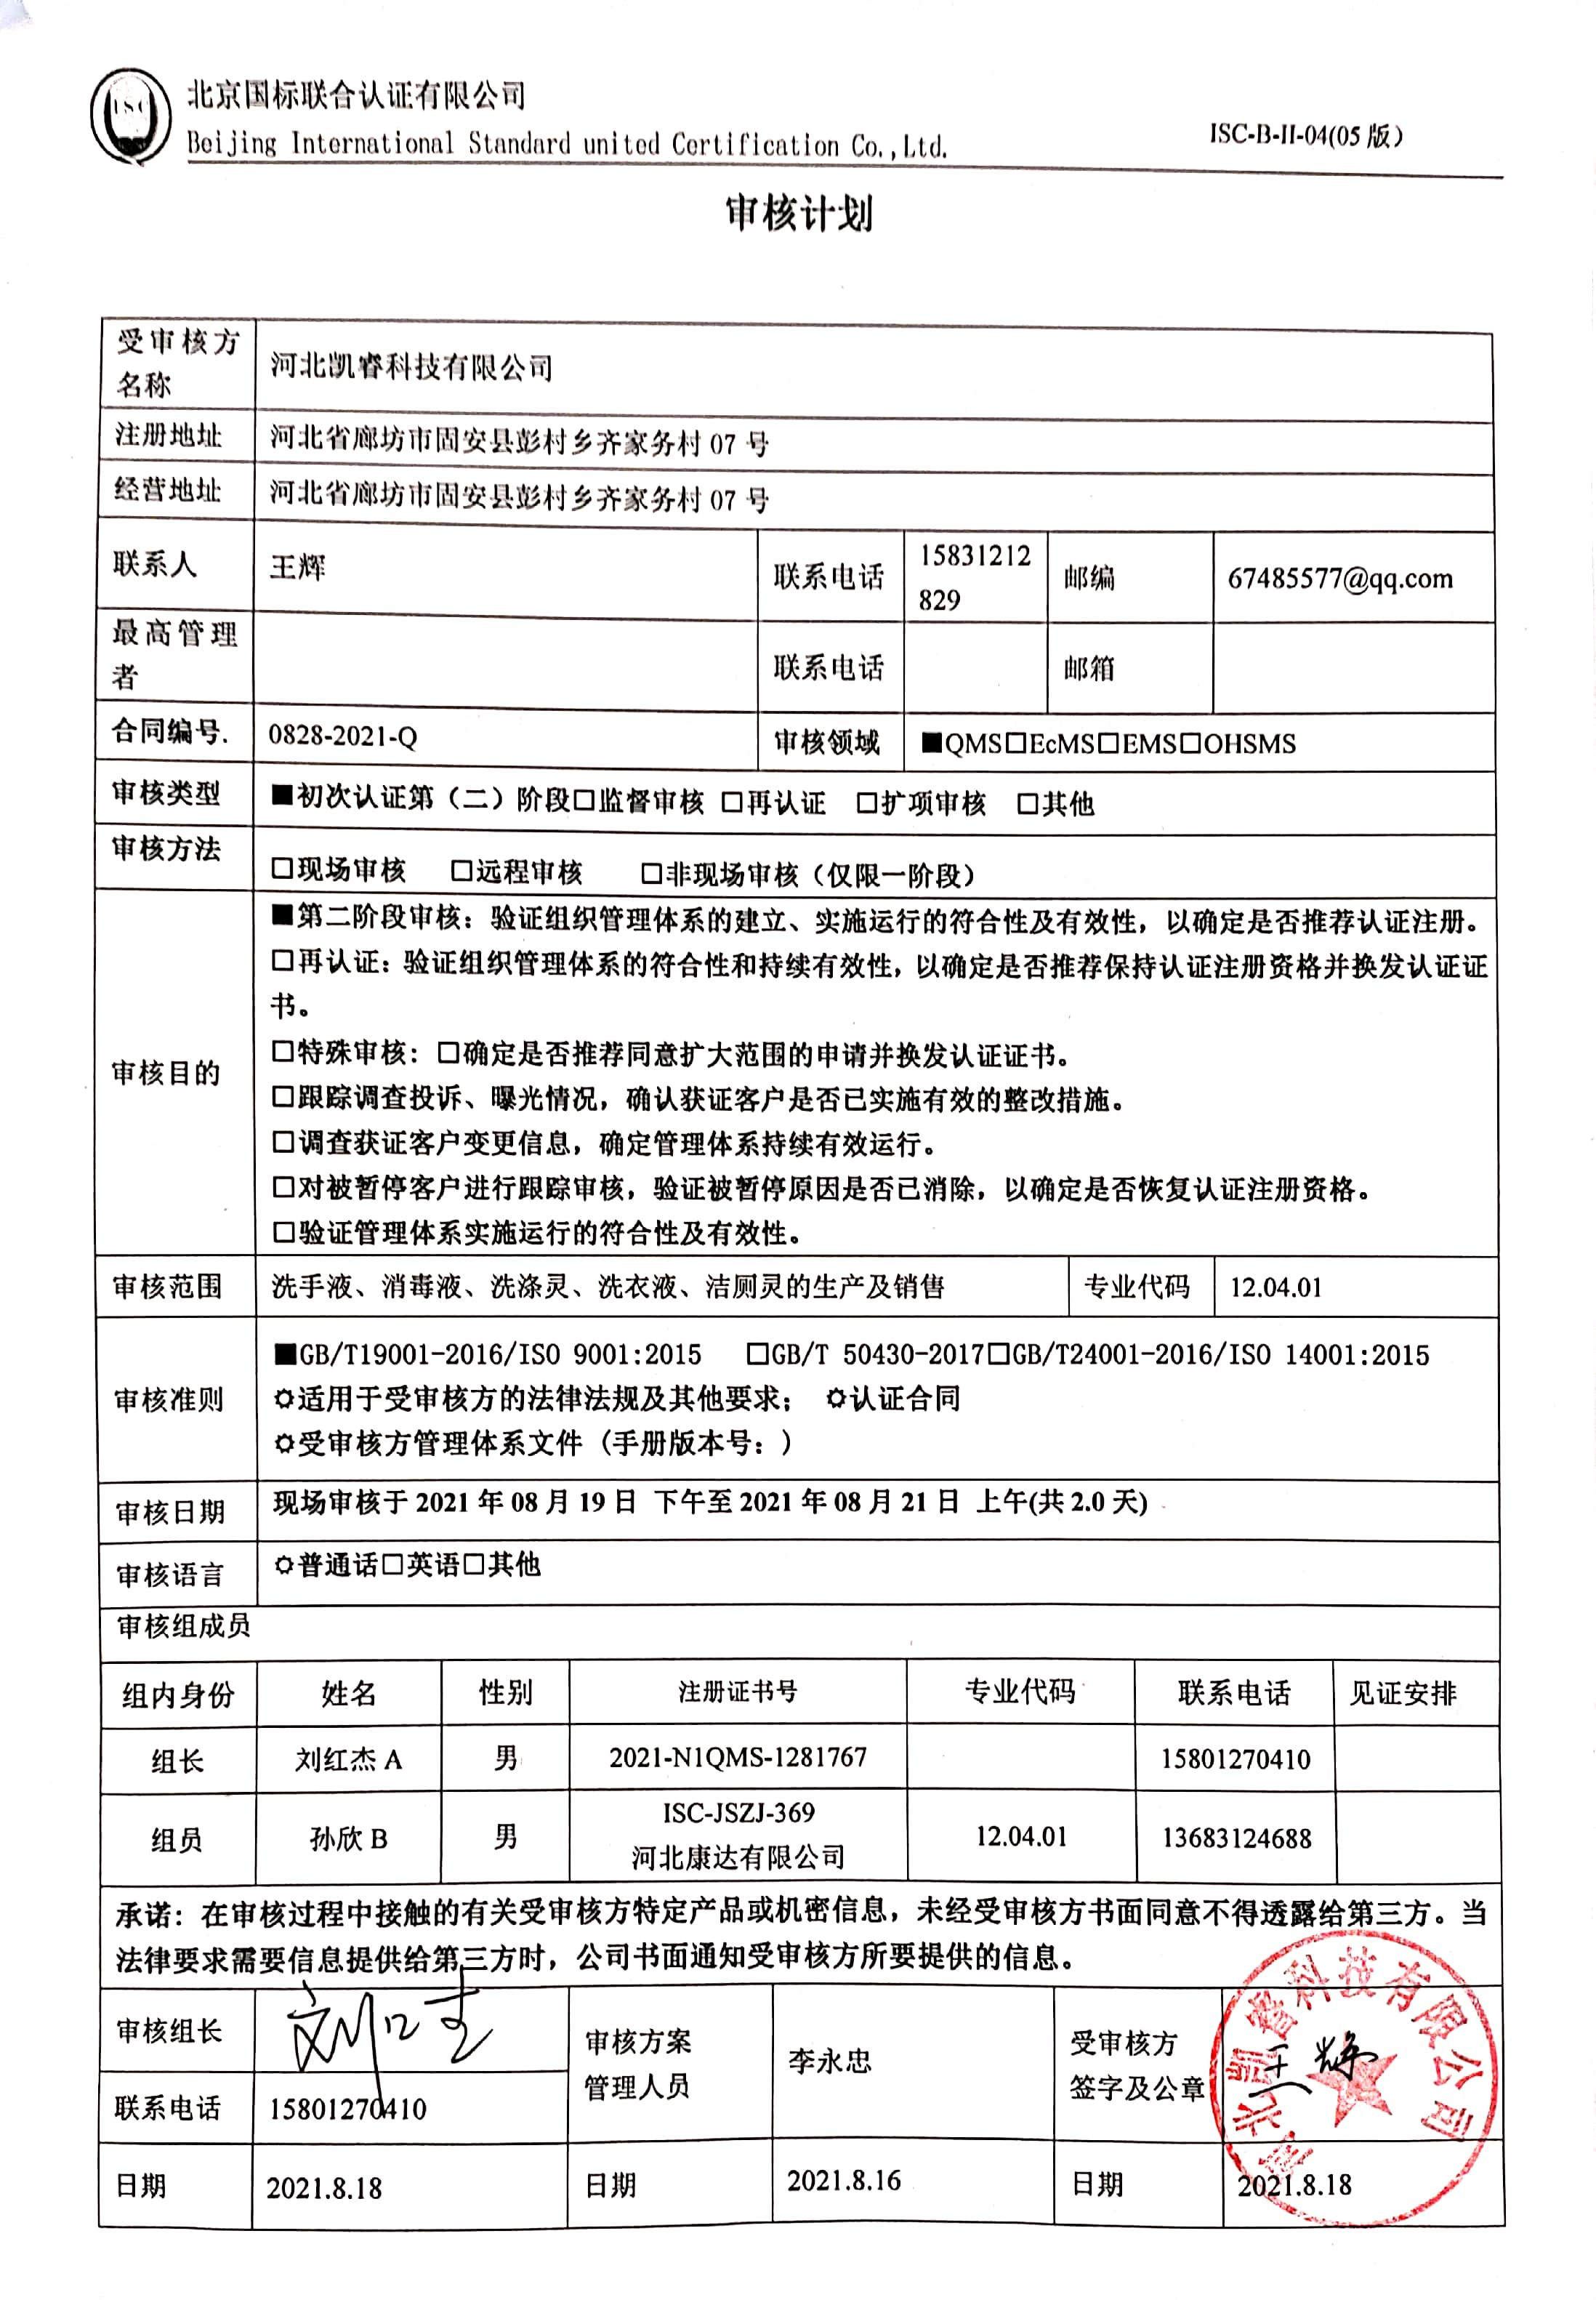 ISC
北京国标联合认证有限公司
Beijing International Standard united Certification Co.,Ltd.
ISC-B-II-04(05 版)
审核计划
受审核方
名称
河北凯睿科技有限公司
注册地址
河北省廊坊市固安县彭村乡齐家务村 07 号
经营地址
河北省廊坊市固安县彭村乡齐家务村 07 号
联系人
王辉
联系电话
15831212
829
邮编
67485577@qq.com
最高管理
者
联系电话
邮箱
合同编号.
0828-2021-Q
审核领域
■QMS□EcMS□EMS□OHSMS
审核类型
■初次认证第（二）阶段□监督审核 □再认证 □扩项审核 □其他
审核方法
□现场审核 □远程审核 □非现场审核（仅限一阶段）
审核目的
■第二阶段审核：验证组织管理体系的建立、实施运行的符合性及有效性，以确定是否推荐认证注册。
□再认证：验证组织管理体系的符合性和持续有效性，以确定是否推荐保持认证注册资格并换发认证证
书。
□特殊审核：□确定是否推荐同意扩大范围的申请并换发认证证书。
□跟踪调查投诉、曝光情况，确认获证客户是否已实施有效的整改措施。
□调查获证客户变更信息，确定管理体系持续有效运行。
□对被暂停客户进行跟踪审核，验证被暂停原因是否已消除，以确定是否恢复认证注册资格。
□验证管理体系实施运行的符合性及有效性。
审核范围
洗手液、消毒液、洗涤灵、洗衣液、洁厕灵的生产及销售
专业代码
12.04.01
审核准则
■GB/T19001-2016/ISO 9001:2015 □GB/T 50430-2017□GB/T24001-2016/ISO 14001:2015
✡适用于受审核方的法律法规及其他要求； ✡认证合同
✡受审核方管理体系文件（手册版本号：）
审核日期
现场审核于 2021 年 08 月 19 日 下午至 2021 年 08 月 21 日 上午(共 2.0 天)
审核语言
✡普通话□英语□其他
审核组成员
组内身份 姓名 性别 注册证书号 专业代码 联系电话 见证安排
组长 刘红杰 A 男 2021-N1QMS-1281767 15801270410
组员 孙欣 B 男 ISC-JSZJ-369
河北康达有限公司
12.04.01 13683124688
承诺：在审核过程中接触的有关受审核方特定产品或机密信息，未经受审核方书面同意不得透露给第三方。当
法律要求需要信息提供给第三方时，公司书面通知受审核方所要提供的信息。
审核组长
刘口杰
审核方案
管理人员
李永忠
受审核方
签字及公章
王辉
河北凯睿科技有限公司
联系电话
15801270410
日期
2021.8.18
日期
2021.8.16
日期
2021.8.18